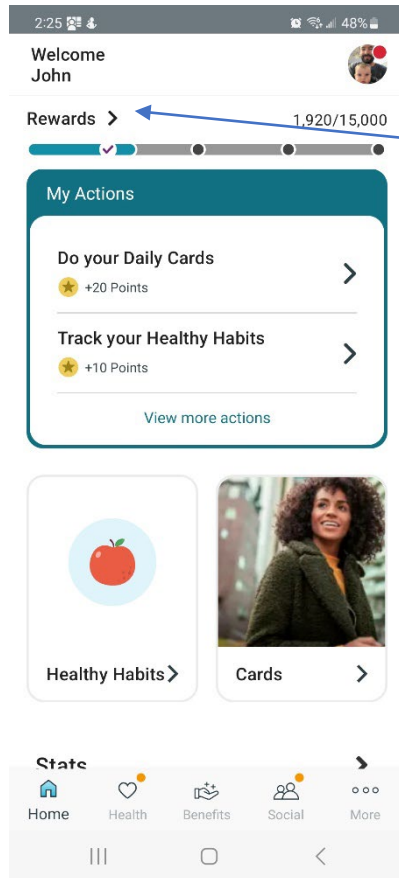 2:25 48%
Welcome
John
Rewards 1,920/15,000
My Actions
Do your Daily Cards
+20 Points
Track your Healthy Habits
+10 Points
View more actions
Healthy Habits Cards
Stats
Home Health Benefits Social More